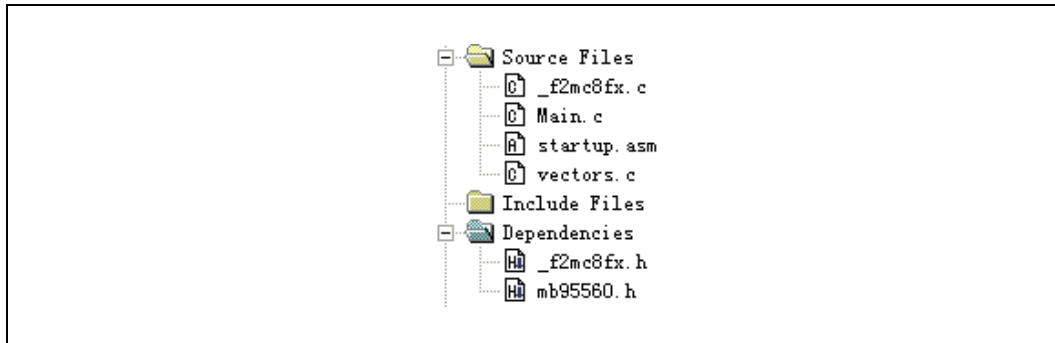 Source Files
_f2mc8fx.c
Main.c
startup.asm
vectors.c
Include Files
Dependencies
_f2mc8fx.h
mb95560.h